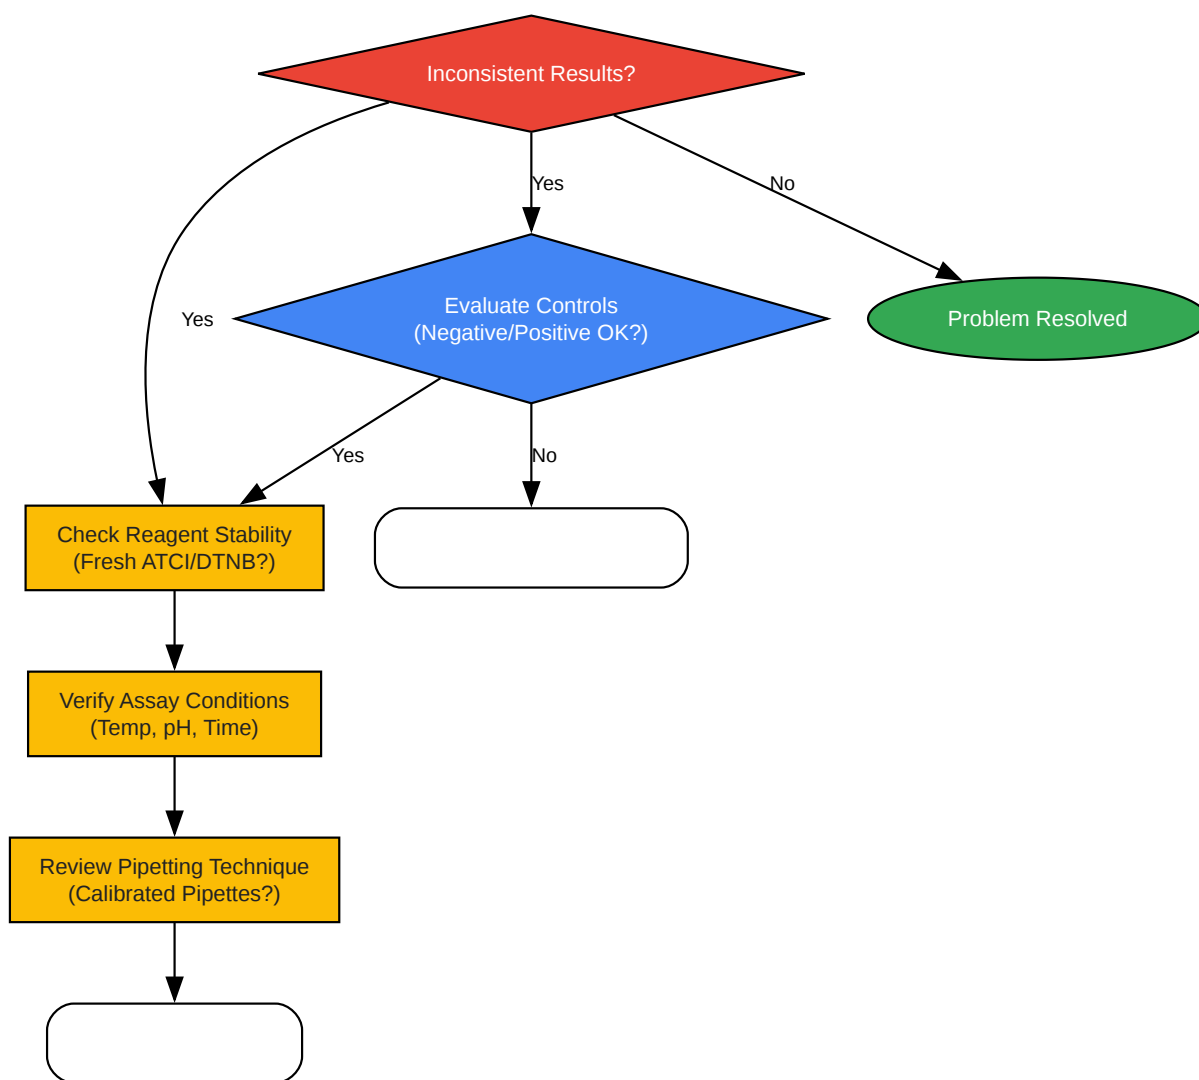 Inconsistent Results?
Yes
No
Evaluate Controls
(Negative/Positive OK?)
Problem Resolved
Yes
Yes
No
Check Reagent Stability
(Fresh ATCI/DTNB?)
Verify Assay Conditions
(Temp, pH, Time)
Review Pipetting Technique
(Calibrated Pipettes?)